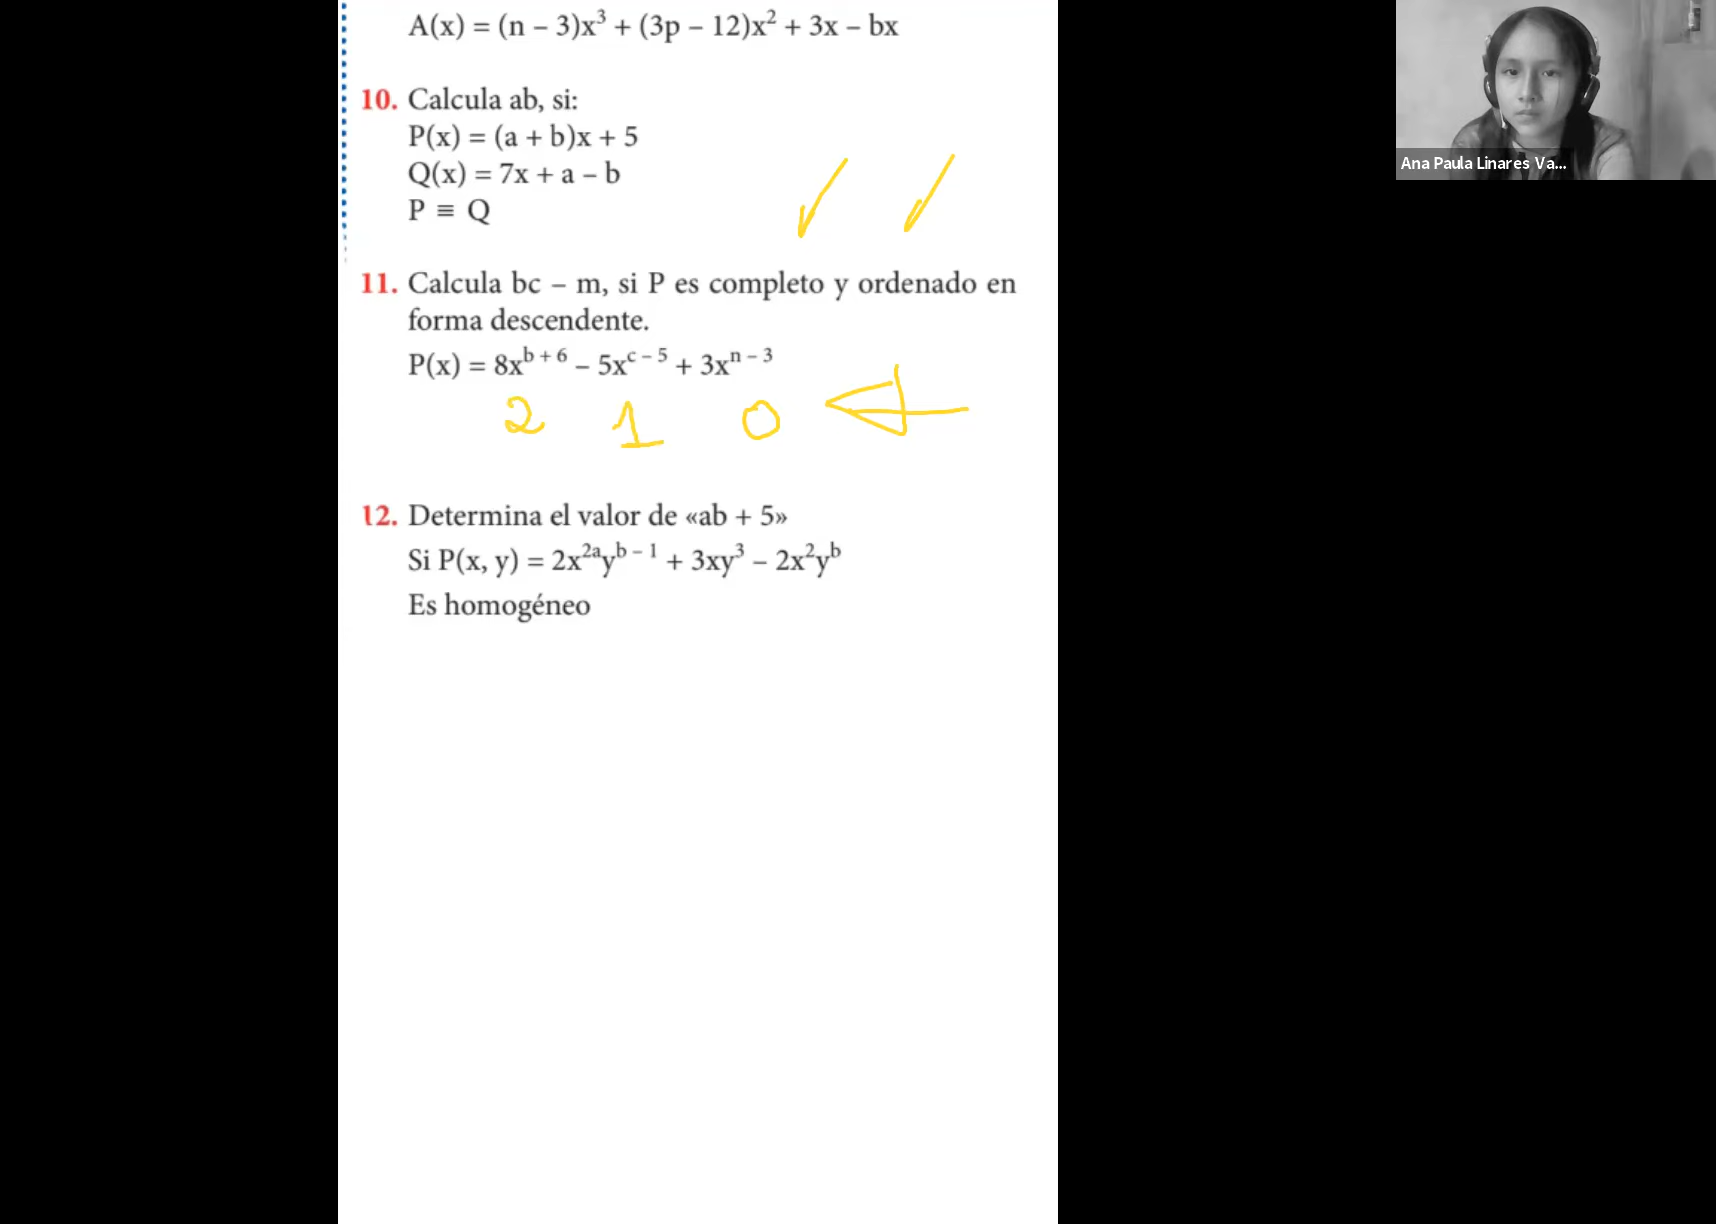 A(x) = (n – 3)x³ + (3p – 12)x² + 3x – bx
10. Calcula ab, si:
P(x) = (a + b)x + 5
Q(x) = 7x + a – b
P ≡ Q
11. Calcula bc – m, si P es completo y ordenado en
forma descendente.
P(x) = 8x^{b + 6} – 5x^{c – 5} + 3x^{n – 3}
2 1 0
12. Determina el valor de «ab + 5»
Si P(x, y) = 2x^{2a}y^{b – 1} + 3xy³ – 2x²y^{b}
Es homogéneo
Ana Paula Linares Va...